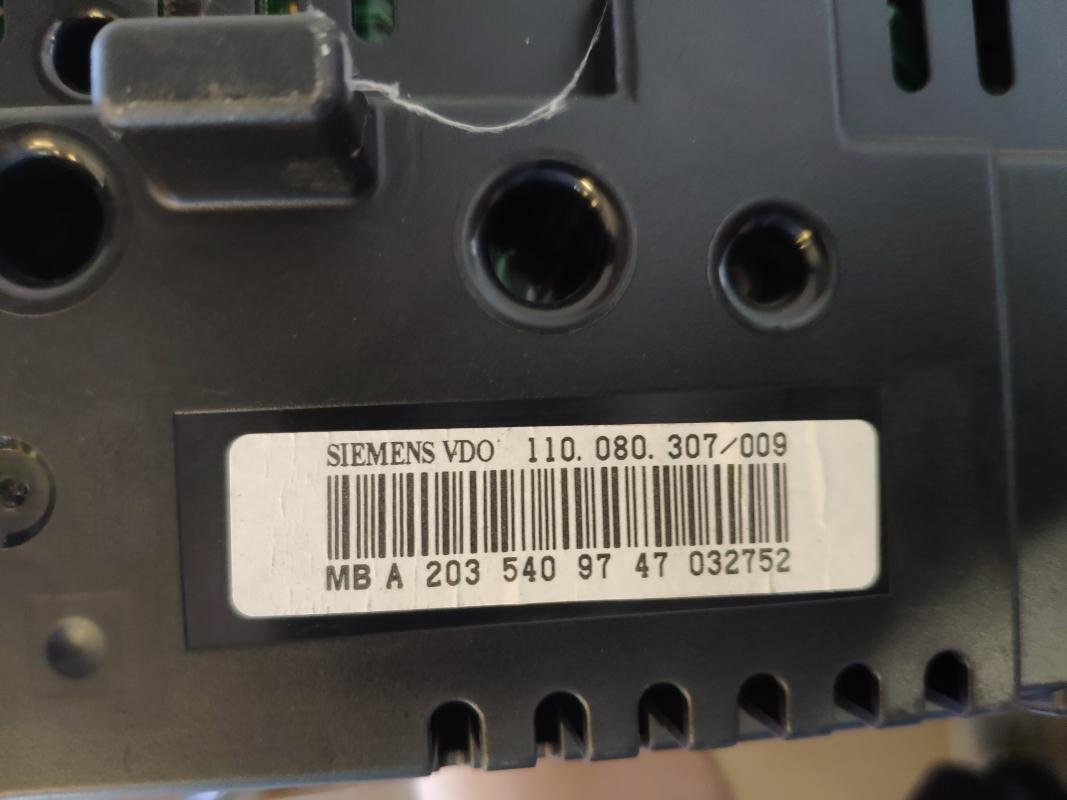 SIEMENS VDO 110.080.307/009
MB A 203 540 97 47 032752